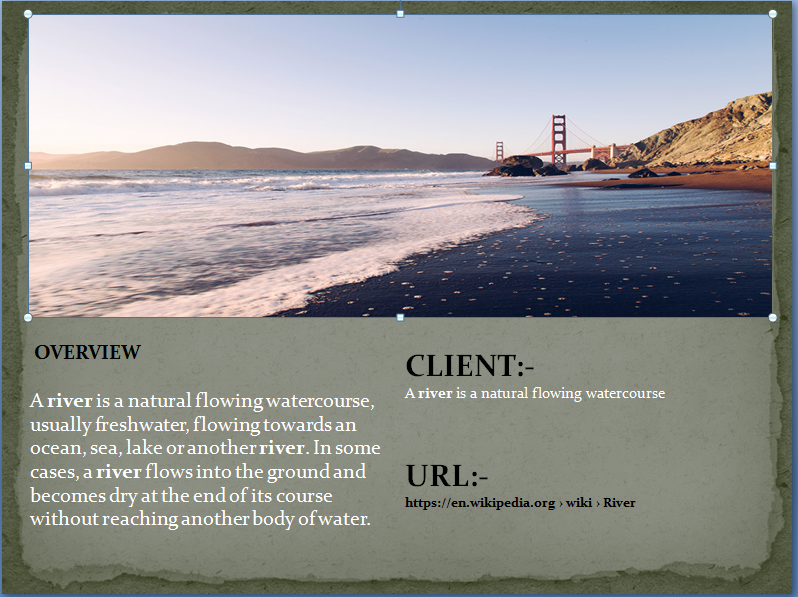 OVERVIEW
A river is a natural flowing watercourse,
usually freshwater, flowing towards an
ocean, sea, lake or another river. In some
cases, a river flows into the ground and
becomes dry at the end of its course
without reaching another body of water.
CLIENT:-
A river is a natural flowing watercourse
URL:-
https://en.wikipedia.org › wiki › River